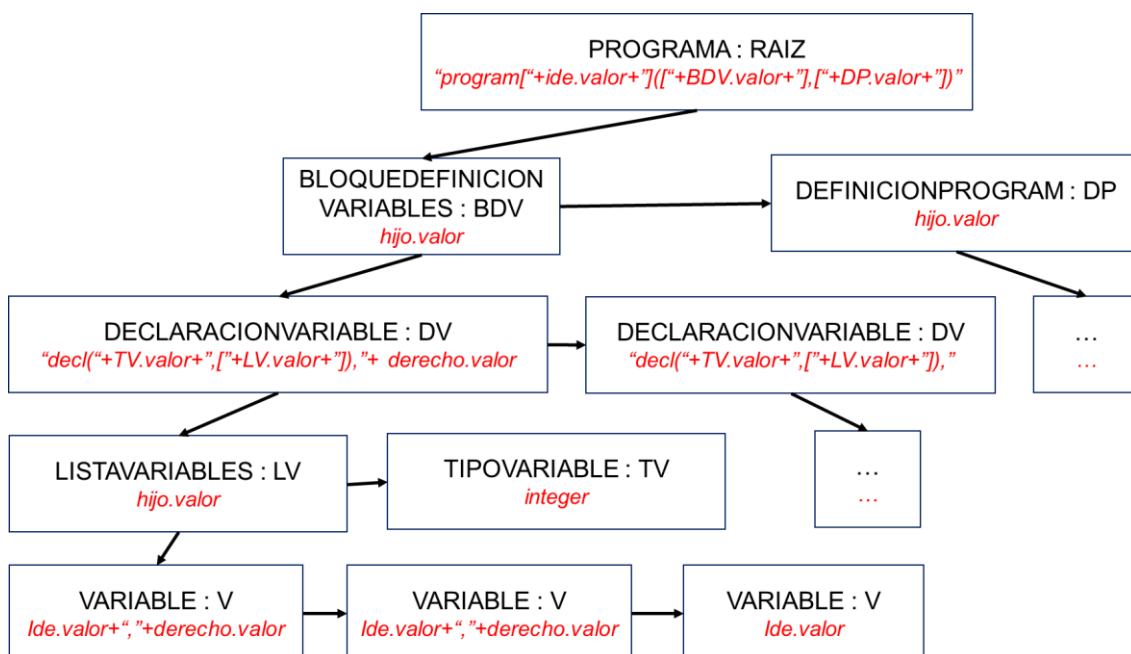 PROGRAMA : RAIZ
“program[“+ide.valor+”]([“+BDV.valor+”],[“+DP.valor+”])”
BLOQUEDEFINICION
VARIABLES : BDV
hijo.valor
DEFINICIONPROGRAM : DP
hijo.valor
DECLARACIONVARIABLE : DV
“decl(“+TV.valor+”,[”+LV.valor+”]),”+ derecho.valor
DECLARACIONVARIABLE : DV
“decl(“+TV.valor+”,[”+LV.valor+”]),”
...
...
LISTAVARIABLES : LV
hijo.valor
TIPOVARIABLE : TV
integer
...
...
VARIABLE : V
Ide.valor+“,”+derecho.valor
VARIABLE : V
Ide.valor+“,”+derecho.valor
VARIABLE : V
Ide.valor